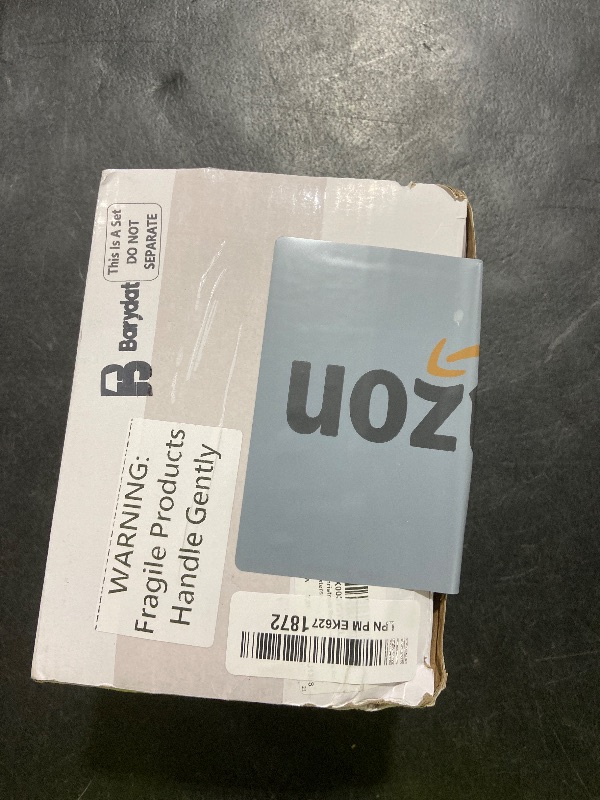 This Is A Set
DO NOT
SEPARATE
Barydat
WARNING:
Fragile Products
Handle Gently
zon
LPN PM EK627 1872